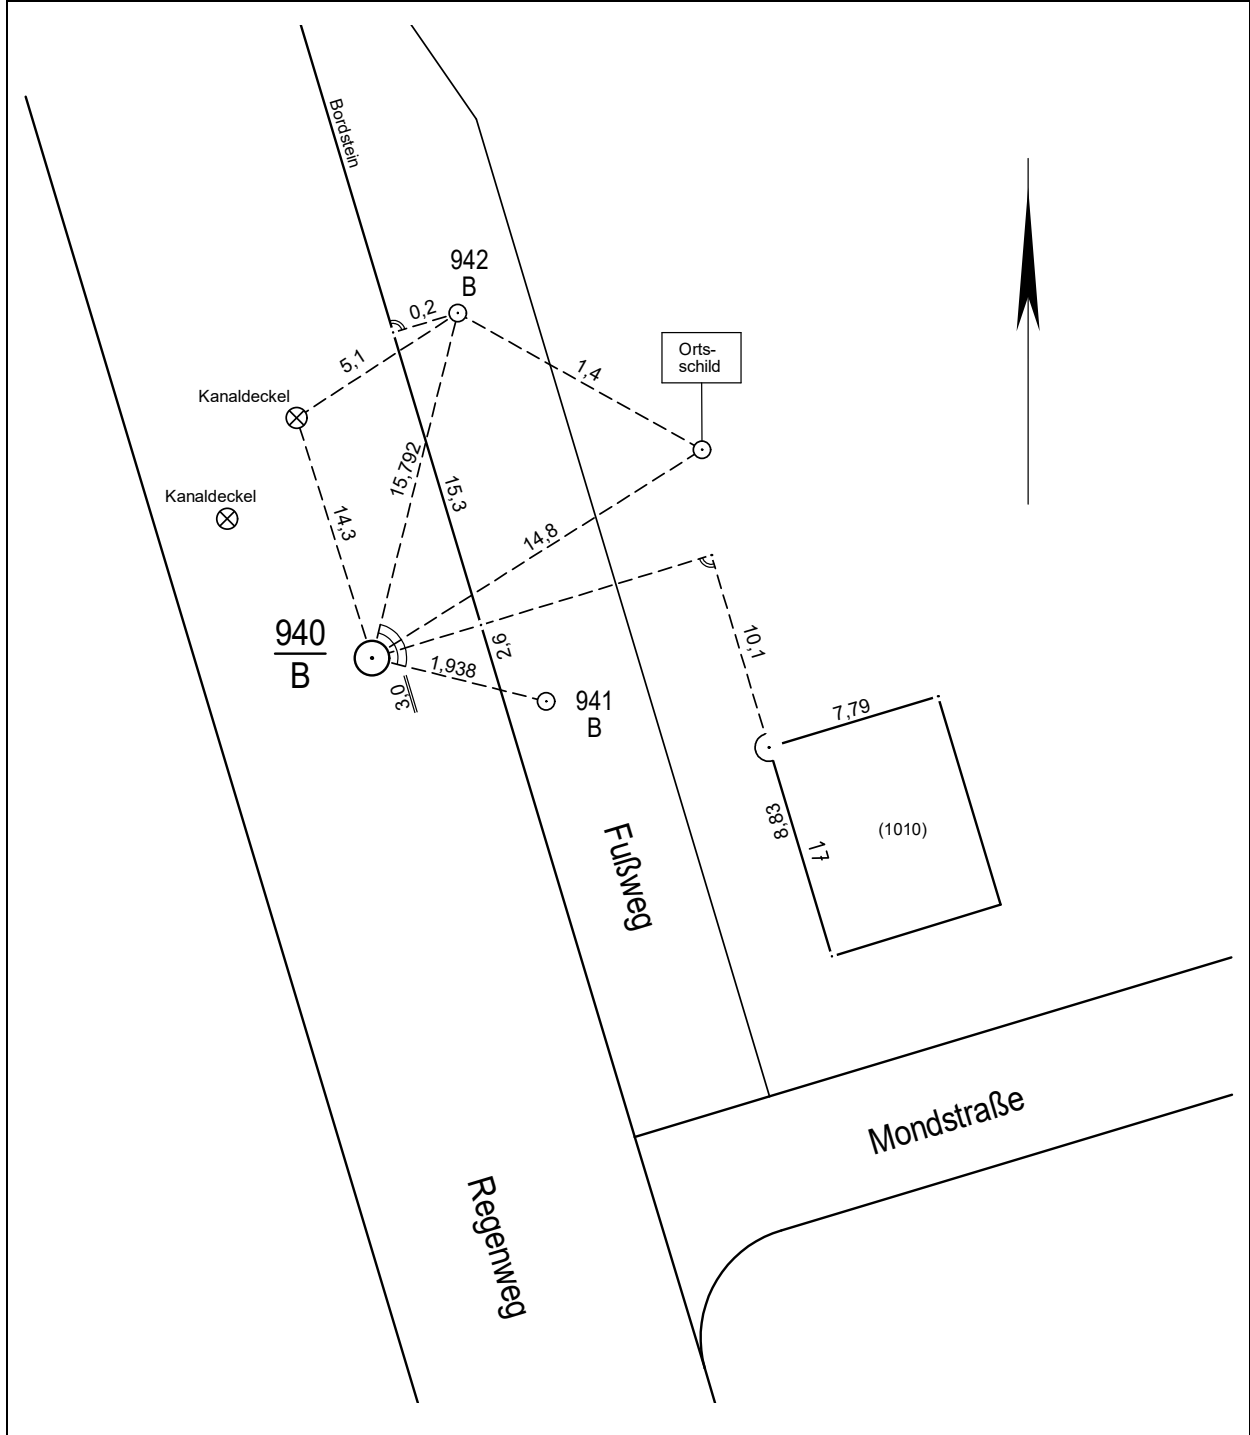 Bordstein
942
B
0,2
Orts-
schild
5,1
1,4
Kanaldeckel
15,792
15,3
Kanaldeckel
14,3
14,8
940
B
2,6
10,1
1,938
3,0
941
B
7,79
8,83
17
(1010)
Fußweg
Mondstraße
Regenweg